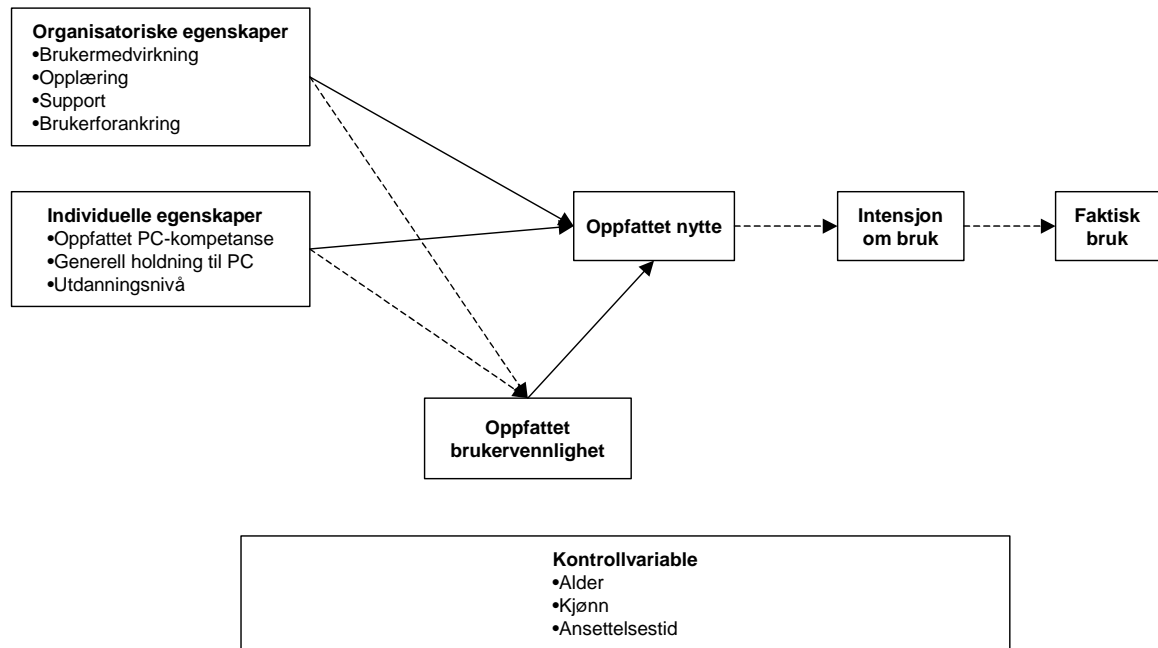 Organisatoriske egenskaper
•Brukermedvirkning
•Opplæring
•Support
•Brukerforankring
Individuelle egenskaper
•Oppfattet PC-kompetanse
•Generell holdning til PC
•Utdanningsnivå
Oppfattet nytte
Intensjon
om bruk
Faktisk
bruk
Oppfattet
brukervennlighet
Kontrollvariable
•Alder
•Kjønn
•Ansettelsestid